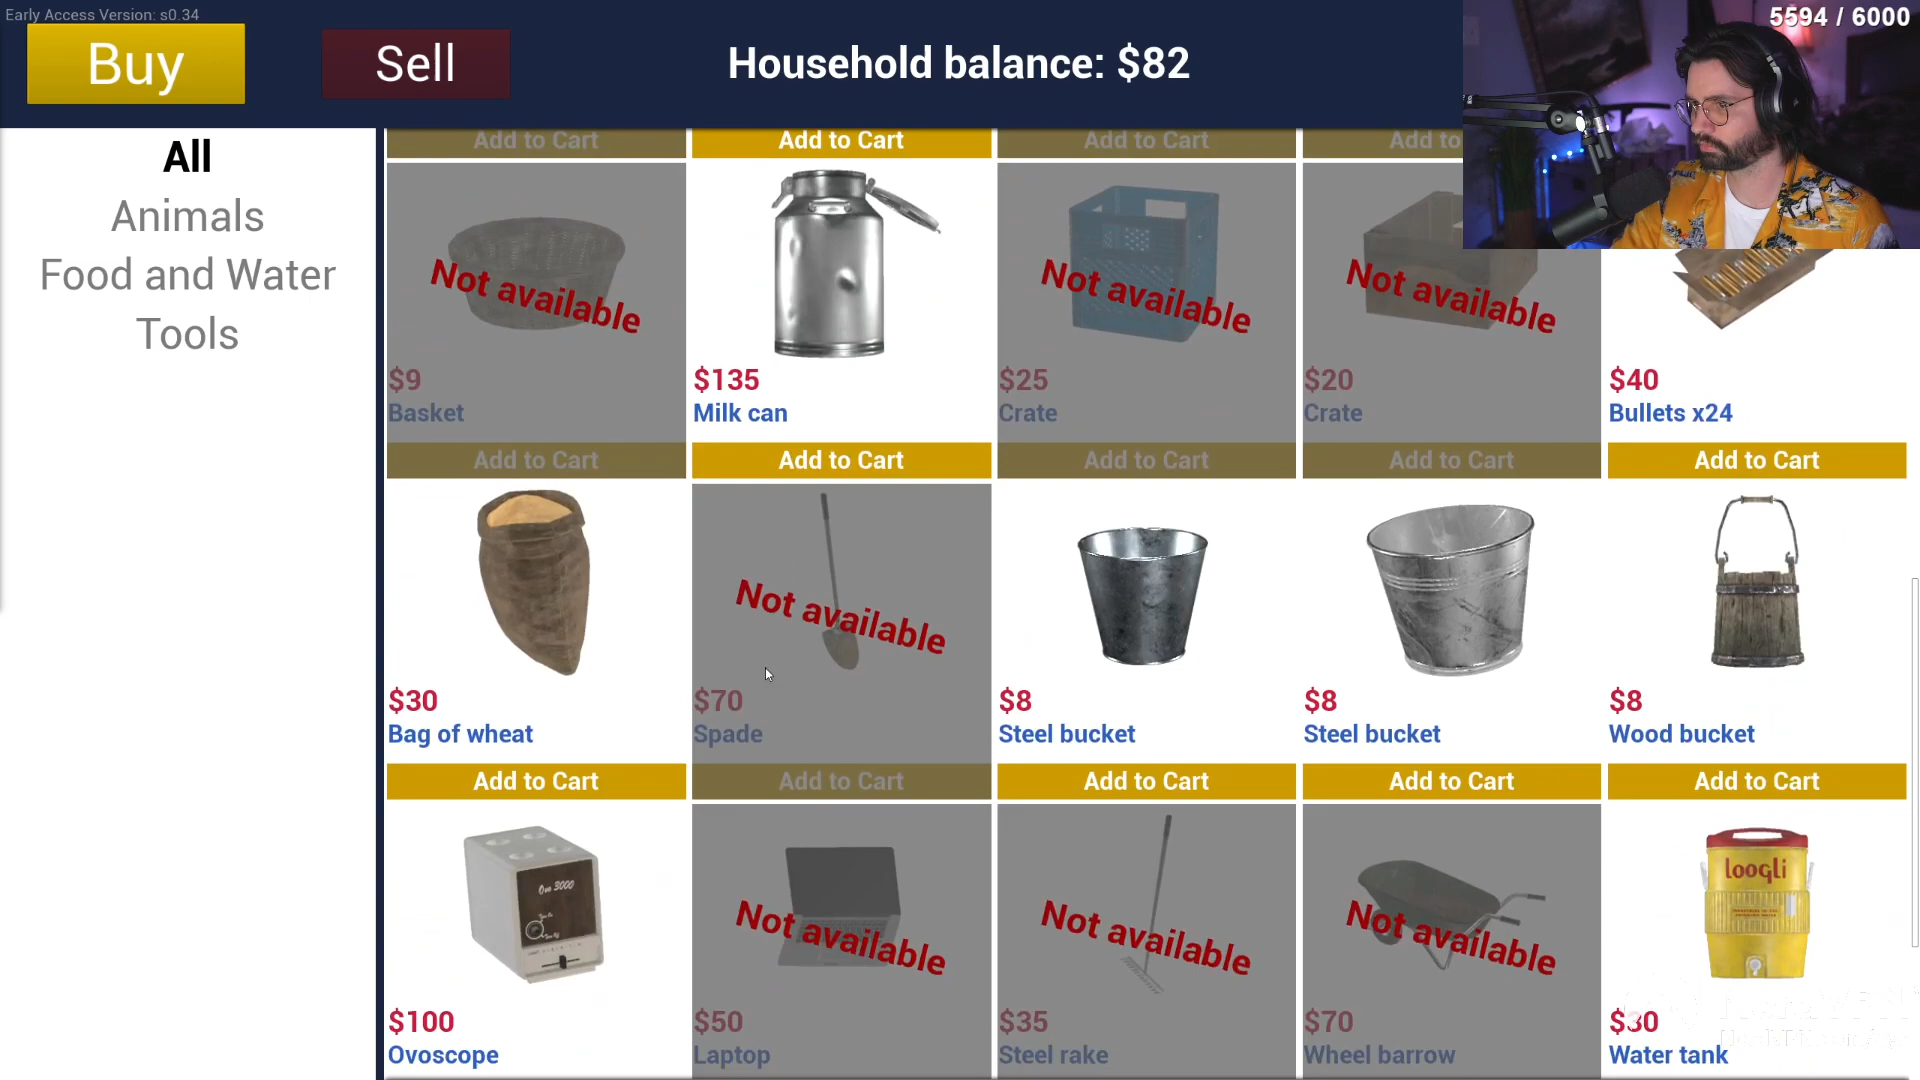 Early Access Version: s0.34
5594 / 6000
Buy
Sell
Household balance: $82
All
Animals
Food and Water
Tools
Add to Cart
Add to Cart
Add to Cart
Add to
Not available
$9
Basket
Add to Cart
$135
Milk can
Add to Cart
Not available
$25
Crate
Add to Cart
Not available
$20
Crate
Add to Cart
$40
Bullets x24
Add to Cart
$30
Bag of wheat
Add to Cart
Not available
$70
Spade
Add to Cart
$8
Steel bucket
Add to Cart
$8
Steel bucket
Add to Cart
$8
Wood bucket
Add to Cart
Ovo 3000
$100
Ovoscope
Not available
$50
Laptop
Not available
$35
Steel rake
Not available
$70
Wheel barrow
loogli
$30
Water tank